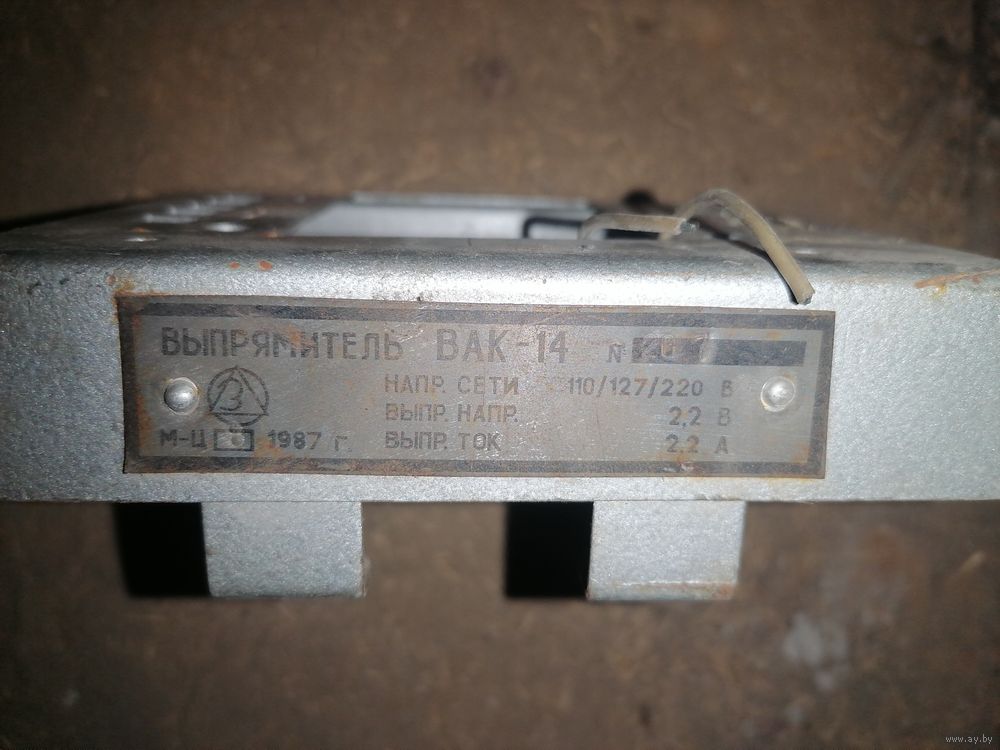 ВЫПРЯМИТЕЛЬ ВАК-14 N
НАПР. СЕТИ 110/127/220 В
ВЫПР. НАПР. 2,2 В
М-Ц 1987 г. ВЫПР. ТОК 2.2 А
www.ay.by